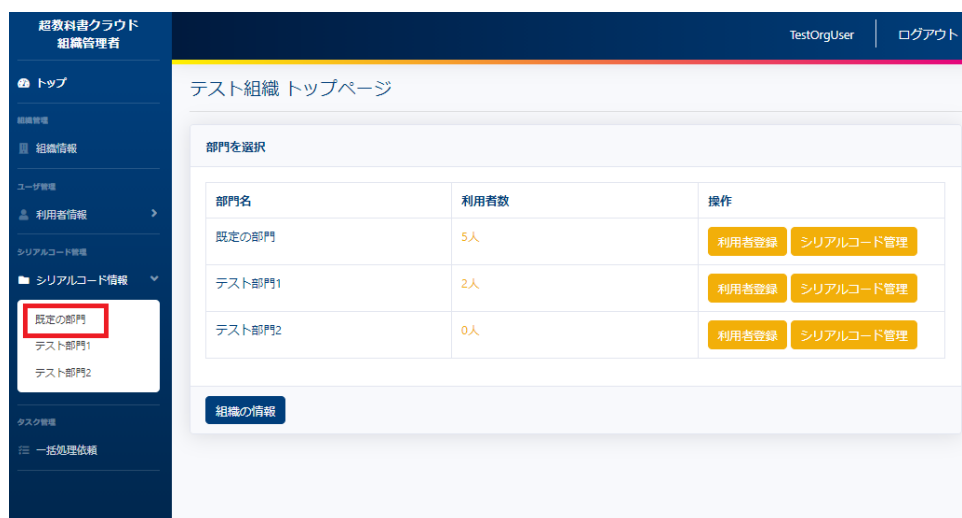 超教科書クラウド
組織管理者
TestOrgUser
ログアウト
トップ
組織管理
組織情報
ユーザ管理
利用者情報
シリアルコード管理
シリアルコード情報
既定の部門
テスト部門1
テスト部門2
タスク管理
一括処理依頼
テスト組織 トップページ
部門を選択
部門名 利用者数 操作
既定の部門 5人 利用者登録 シリアルコード管理
テスト部門1 2人 利用者登録 シリアルコード管理
テスト部門2 0人 利用者登録 シリアルコード管理
組織の情報